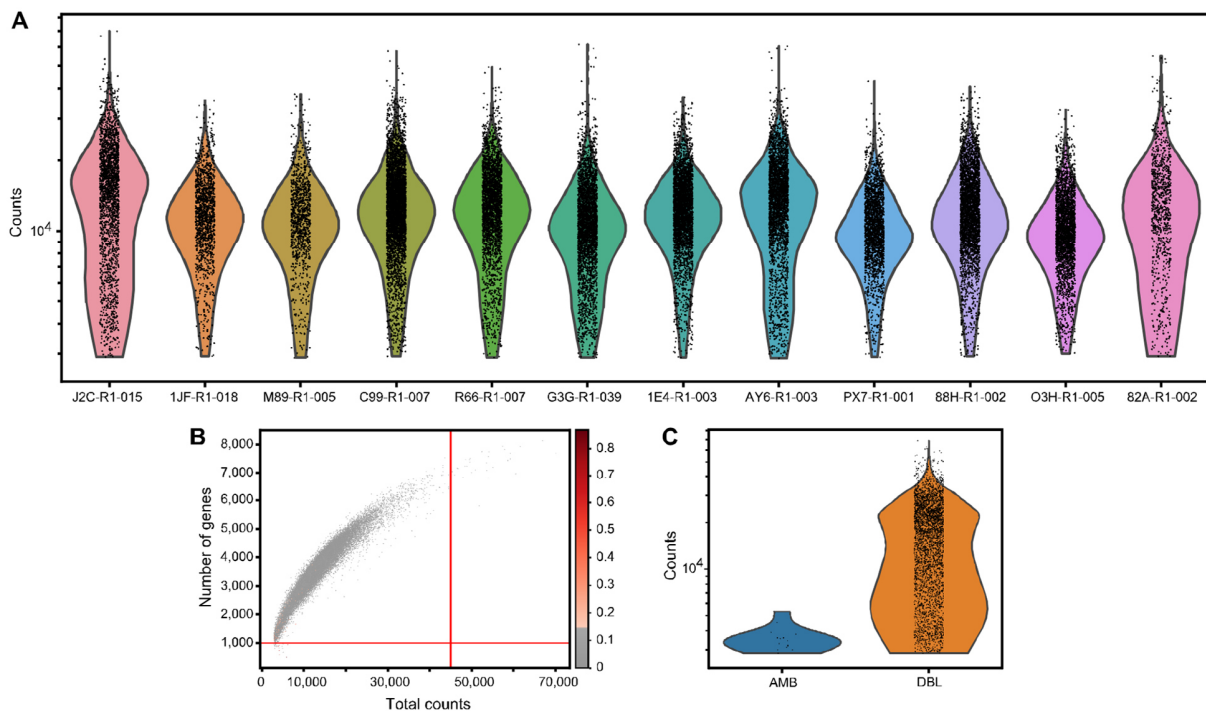 A
Counts
10⁴
J2C-R1-015 1JF-R1-018 M89-R1-005 C99-R1-007 R66-R1-007 G3G-R1-039 1E4-R1-003 AY6-R1-003 PX7-R1-001 88H-R1-002 O3H-R1-005 82A-R1-002
B
Number of genes
8,000
7,000
6,000
5,000
4,000
3,000
2,000
1,000
0 10,000 30,000 50,000 70,000
Total counts
0.8
0.7
0.6
0.5
0.4
0.3
0.2
0.1
0
C
Counts
10⁴
AMB DBL